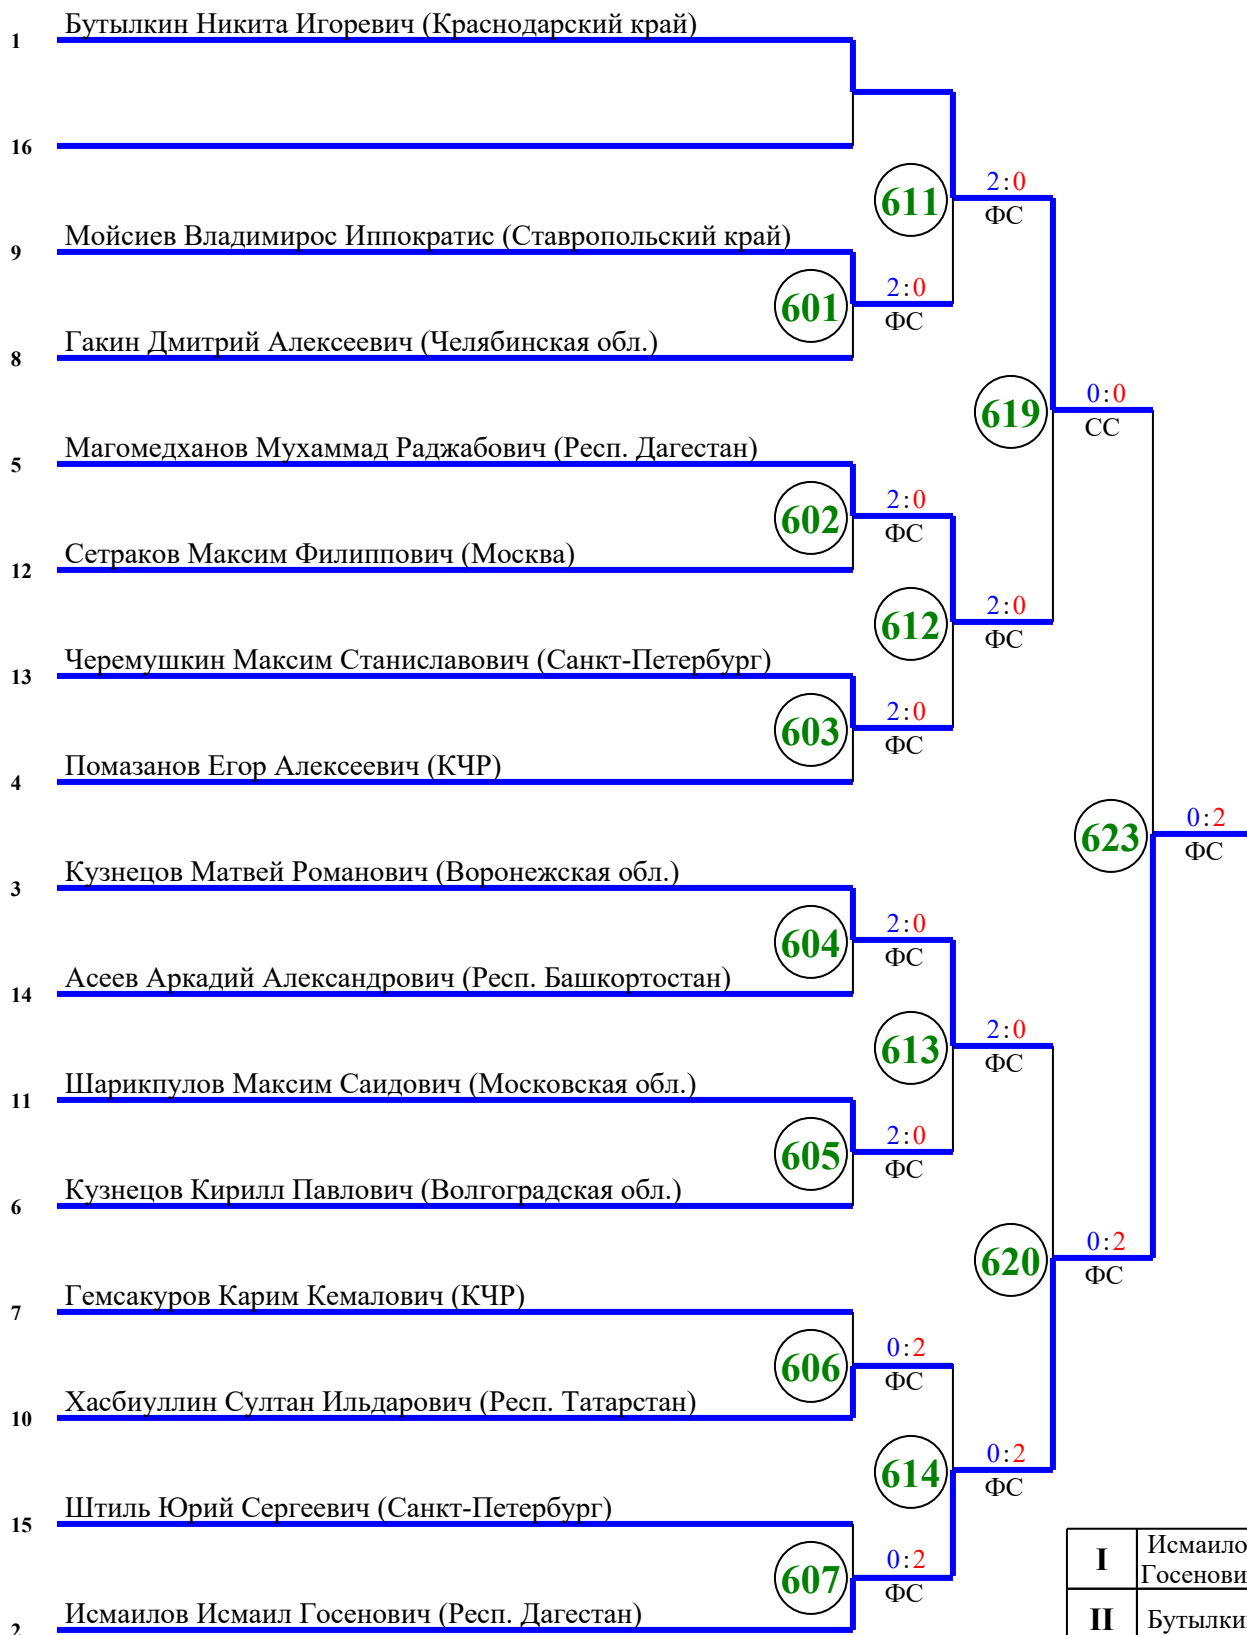 Бутылкин Никита Игоревич (Краснодарский край)
1
16
611
2:0
ФС
Мойсиев Владимирос Иппократис (Ставропольский край)
9
601
2:0
ФС
Гакин Дмитрий Алексеевич (Челябинская обл.)
8
619
0:0
СС
Магомедханов Мухаммад Раджабович (Респ. Дагестан)
5
602
2:0
ФС
Сетраков Максим Филиппович (Москва)
12
612
2:0
ФС
Черемушкин Максим Станиславович (Санкт-Петербург)
13
603
2:0
ФС
Помазанов Егор Алексеевич (КЧР)
4
623
0:2
ФС
Кузнецов Матвей Романович (Воронежская обл.)
3
604
2:0
ФС
Асеев Аркадий Александрович (Респ. Башкортостан)
14
613
2:0
ФС
Шарикпулов Максим Саидович (Московская обл.)
11
605
2:0
ФС
Кузнецов Кирилл Павлович (Волгоградская обл.)
6
620
0:2
ФС
Гемсакуров Карим Кемалович (КЧР)
7
606
0:2
ФС
Хасбиуллин Султан Ильдарович (Респ. Татарстан)
10
614
0:2
ФС
Штиль Юрий Сергеевич (Санкт-Петербург)
15
607
0:2
ФС
Исмаилов Исмаил Госенович (Респ. Дагестан)
2
I
Исмаило
Госенови
II
Бутылки